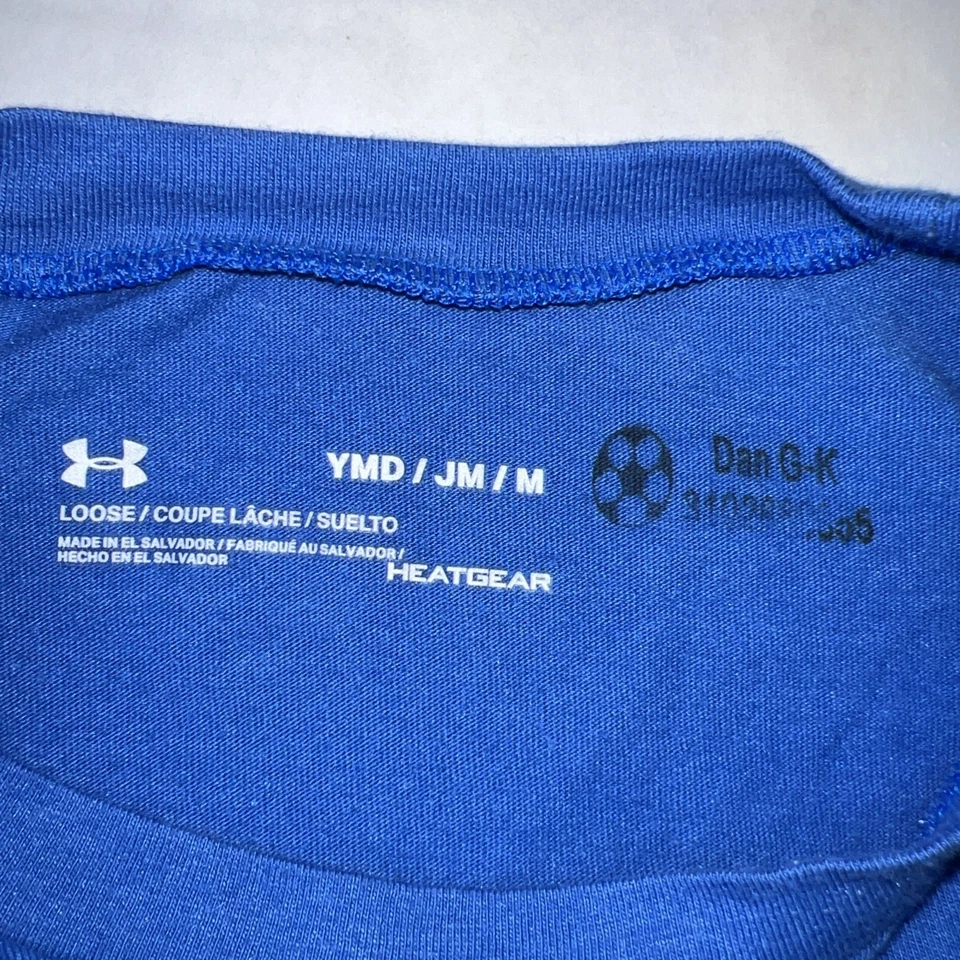 YMD / JM / M
LOOSE / COUPE LÂCHE / SUELTO
MADE IN EL SALVADOR / FABRIQUÉ AU SALVADOR /
HECHO EN EL SALVADOR
HEATGEAR
Dan G-K